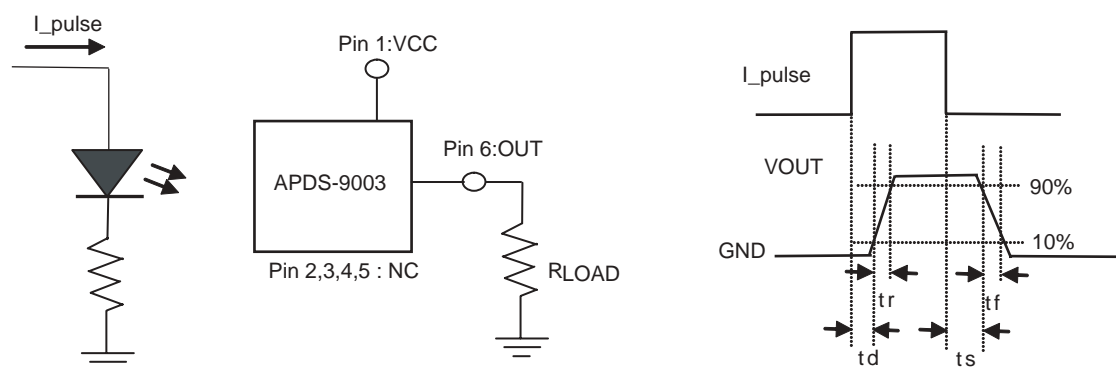 I_pulse
Pin 1:VCC
APDS-9003
Pin 6:OUT
Pin 2,3,4,5 : NC
RLOAD
I_pulse
VOUT
90%
GND
10%
tr
tf
td
ts